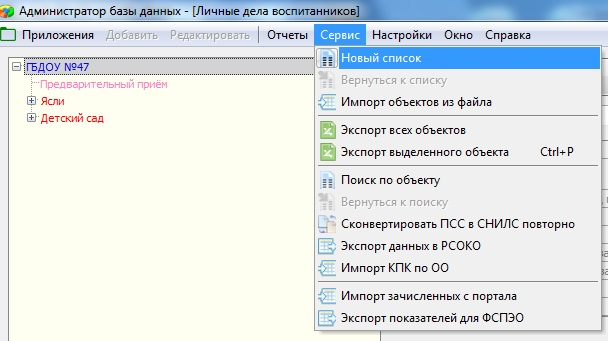 Администратор базы данных - [Личные дела воспитанников]
Приложения Добавить Редактировать Отчеты Сервис Настройки Окно Справка
ГБДОУ №47
Предварительный приём
Ясли
Детский сад
Новый список
Вернуться к списку
Импорт объектов из файла
Экспорт всех объектов
Экспорт выделенного объекта Ctrl+P
Поиск по объекту
Вернуться к поиску
Сконвертировать ПСС в СНИЛС повторно
Экспорт данных в РСОКО
Импорт КПК по ОО
Импорт зачисленных с портала
Экспорт показателей для ФСПЭО